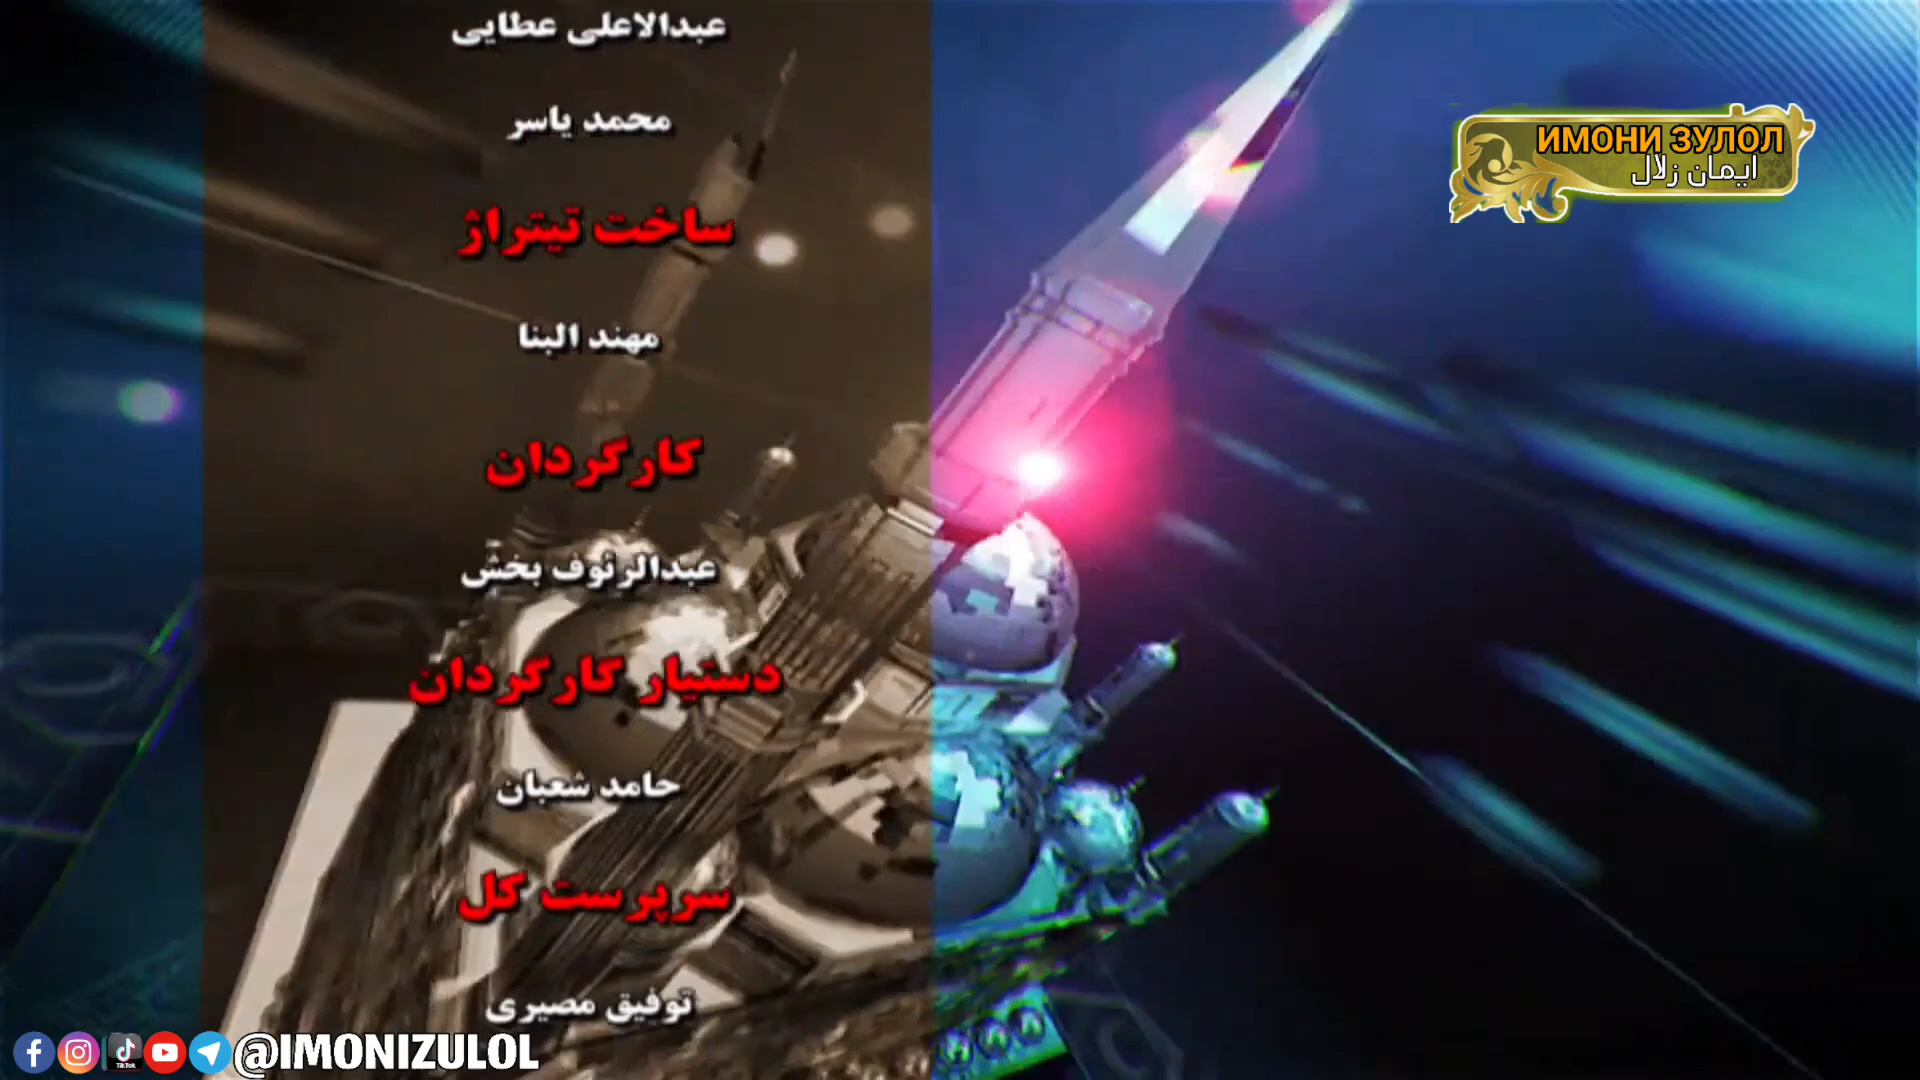 عبدالاعلی عطایی
محمد یاسر
ساخت تیتراژ
مهند البنا
کارگردان
عبدالرئوف بخش
دستیار کارگردان
حامد شعبان
سرپرست کل
توفیق مصیری
ИМОНИ ЗУЛОЛ
ایمان زلال
@IMONIZULOL